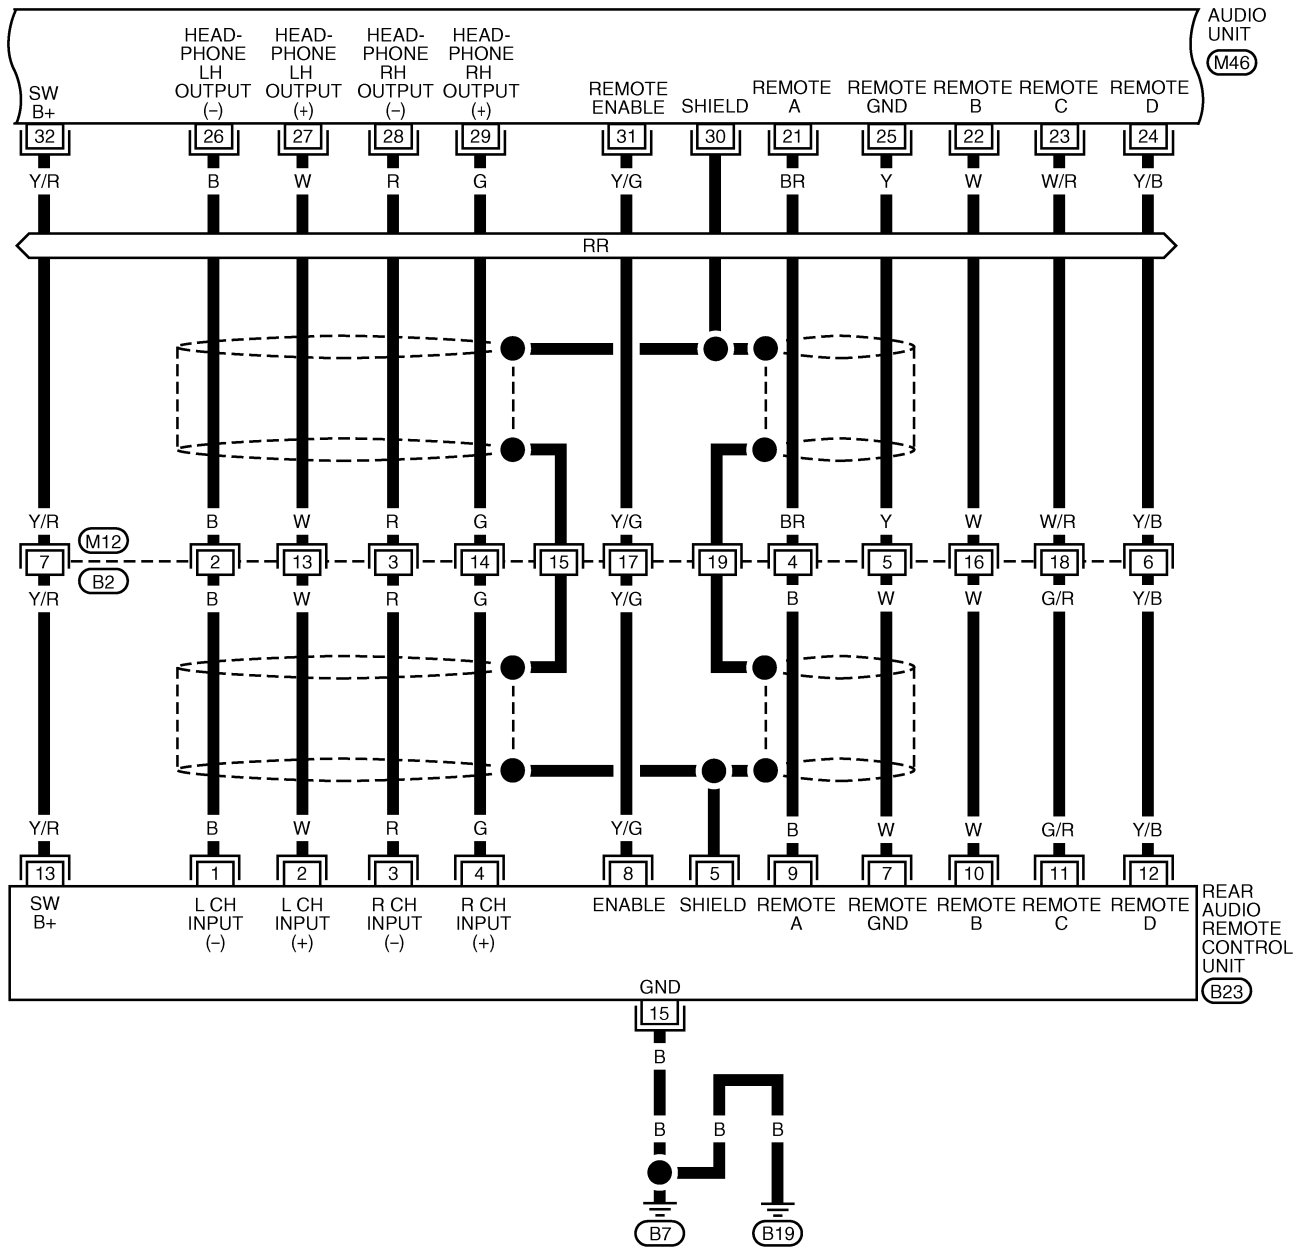 AUDIO
UNIT
M46
SW
B+
HEAD-
PHONE
LH
OUTPUT
(–)
HEAD-
PHONE
LH
OUTPUT
(+)
HEAD-
PHONE
RH
OUTPUT
(–)
HEAD-
PHONE
RH
OUTPUT
(+)
REMOTE
ENABLE
SHIELD
REMOTE
A
REMOTE
GND
REMOTE
B
REMOTE
C
REMOTE
D
32 26 27 28 29 31 30 21 25 22 23 24
Y/R B W R G Y/G BR Y W W/R Y/B
RR
Y/R B W R G Y/G BR Y W W/R Y/B
M12
7 2 13 3 14 15 17 19 4 5 16 18 6
B2
Y/R B W R G Y/G B W W G/R Y/B
Y/R B W R G Y/G B W W G/R Y/B
13 1 2 3 4 8 5 9 7 10 11 12
SW
B+
L CH
INPUT
(–)
L CH
INPUT
(+)
R CH
INPUT
(–)
R CH
INPUT
(+)
ENABLE
SHIELD
REMOTE
A
REMOTE
GND
REMOTE
B
REMOTE
C
REMOTE
D
REAR
AUDIO
REMOTE
CONTROL
UNIT
B23
GND
15
B
B B B
B7 B19